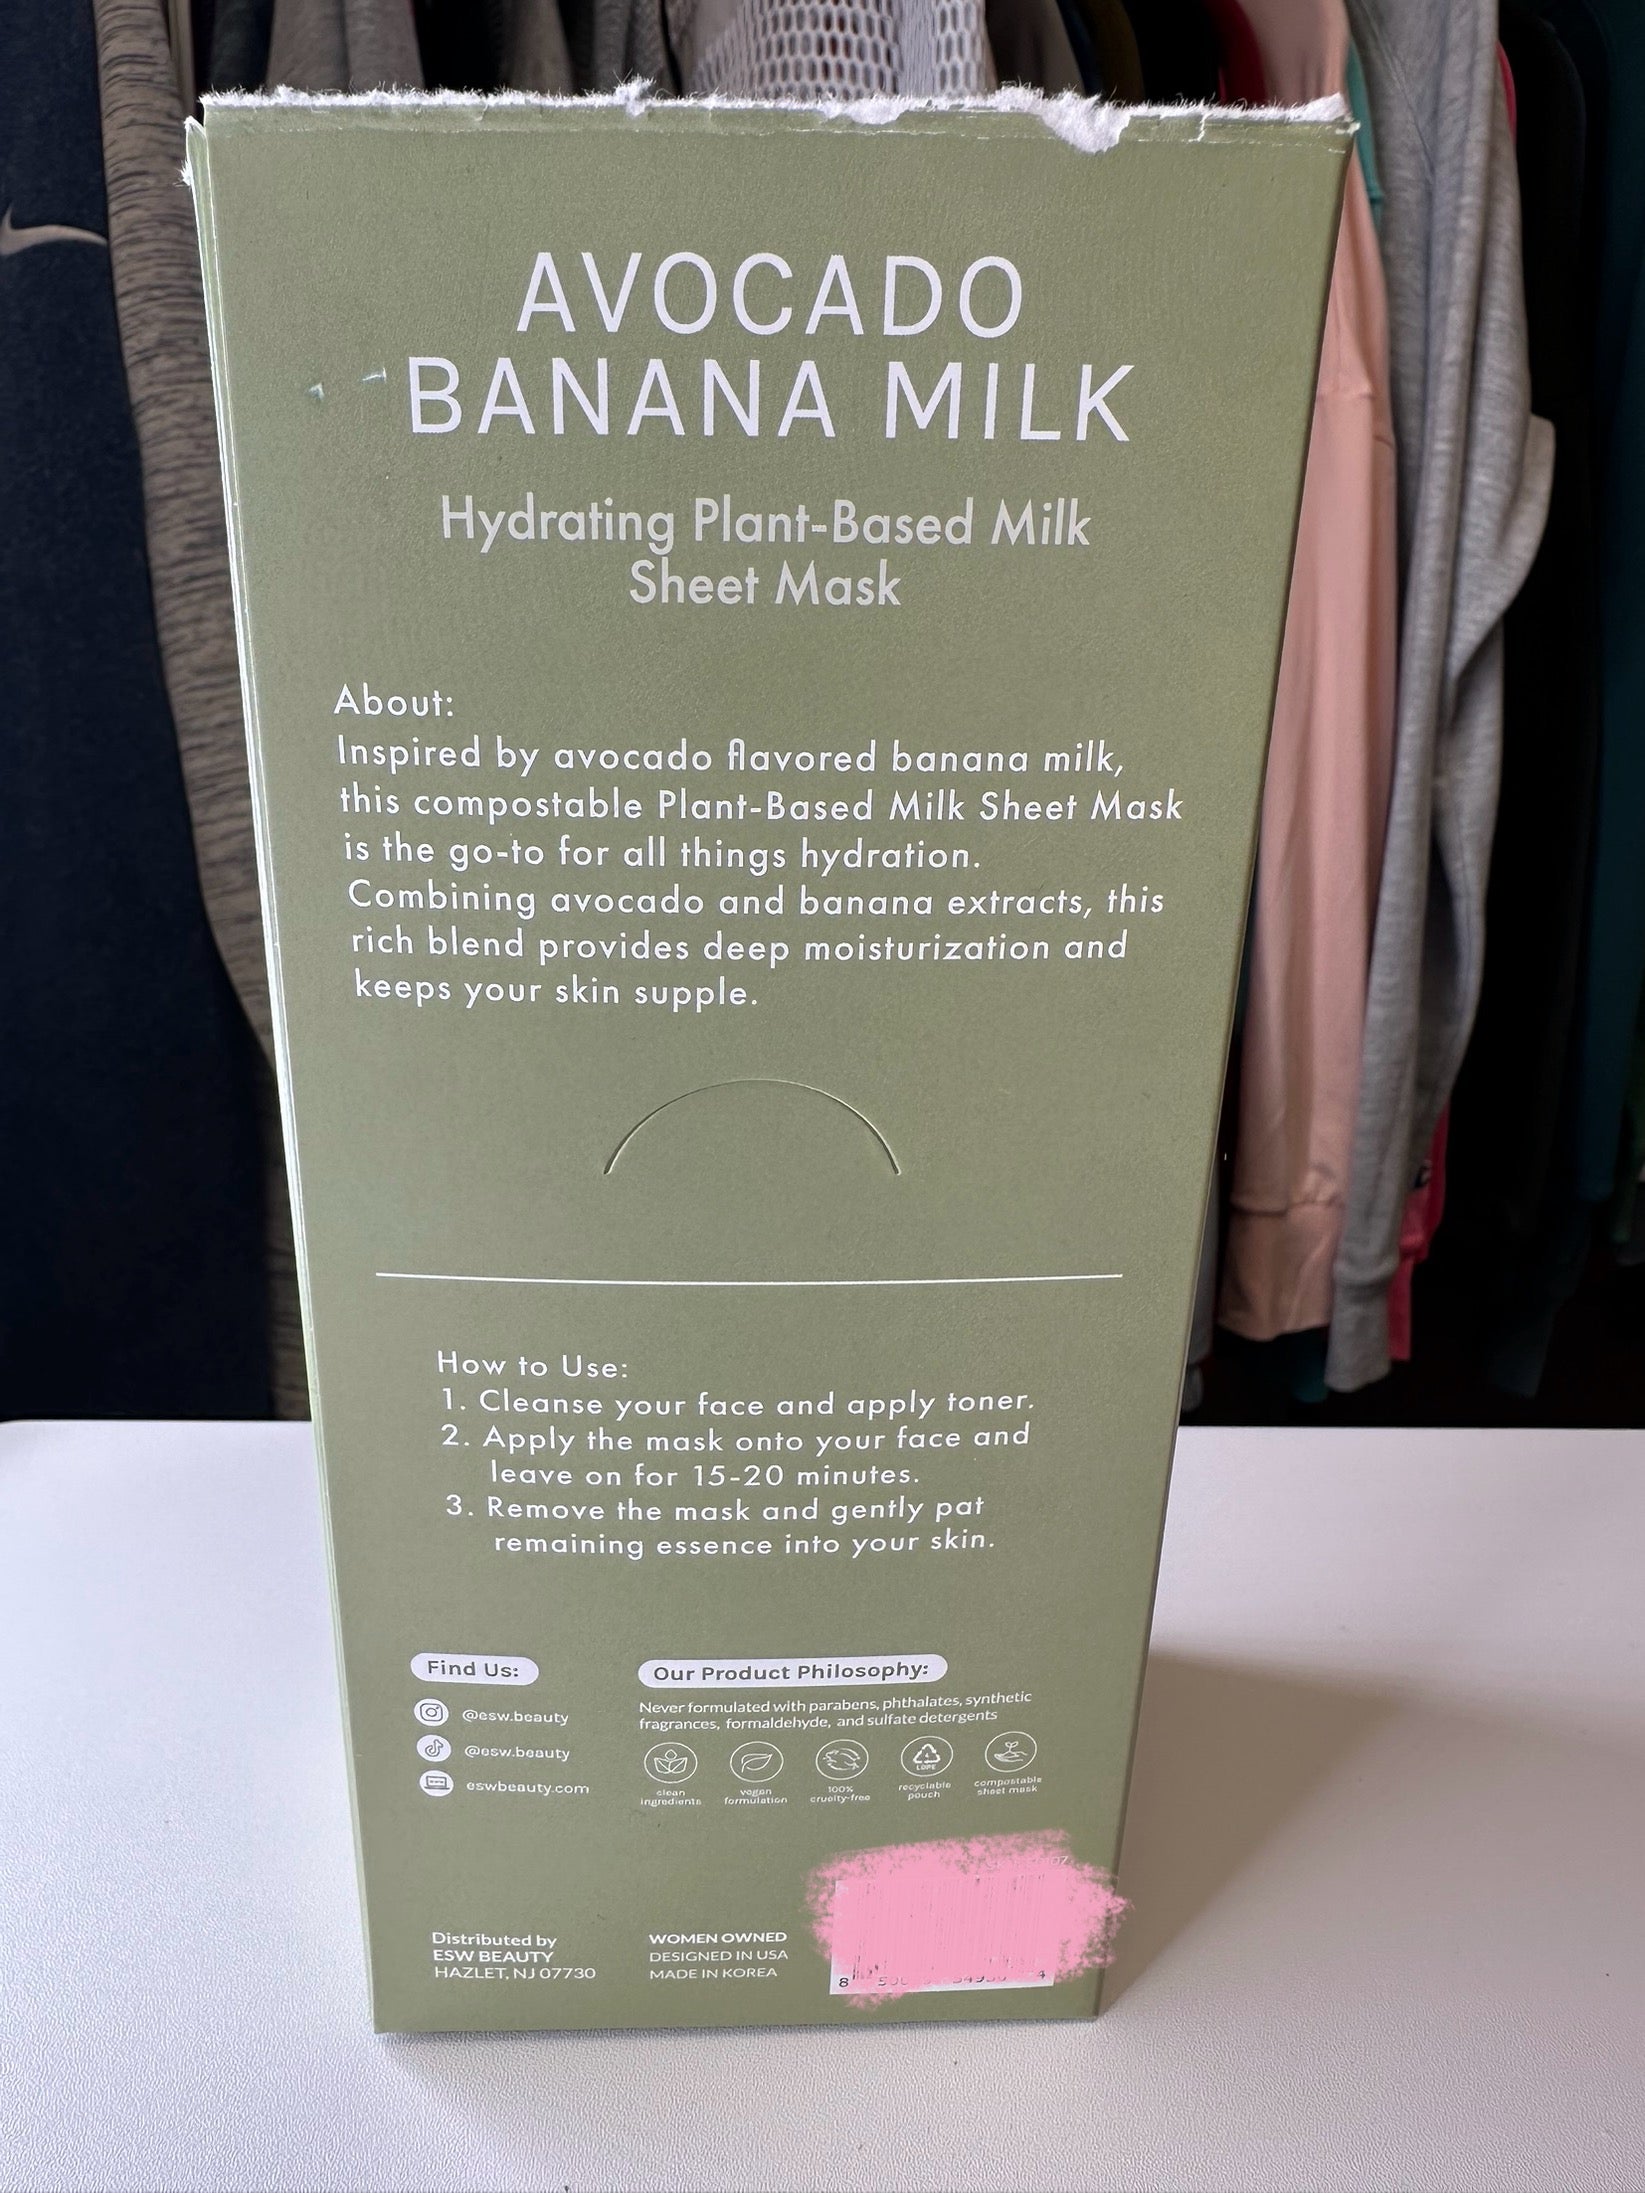 AVOCADO
BANANA MILK
Hydrating Plant-Based Milk
Sheet Mask
About:
Inspired by avocado flavored banana milk,
this compostable Plant-Based Milk Sheet Mask
is the go-to for all things hydration.
Combining avocado and banana extracts, this
rich blend provides deep moisturization and
keeps your skin supple.
How to Use:
1. Cleanse your face and apply toner.
2. Apply the mask onto your face and
leave on for 15-20 minutes.
3. Remove the mask and gently pat
remaining essence into your skin.
Find Us:
@esw.beauty
@esw.beauty
eswbeauty.com
Our Product Philosophy:
Never formulated with parabens, phthalates, synthetic
fragrances, formaldehyde, and sulfate detergents
LDPE
clean
ingredients
vegan
formulation
100%
cruelty-free
recyclable
pouch
compostable
sheet mask
Distributed by
ESW BEAUTY
HAZLET, NJ 07730
WOMEN OWNED
DESIGNED IN USA
MADE IN KOREA